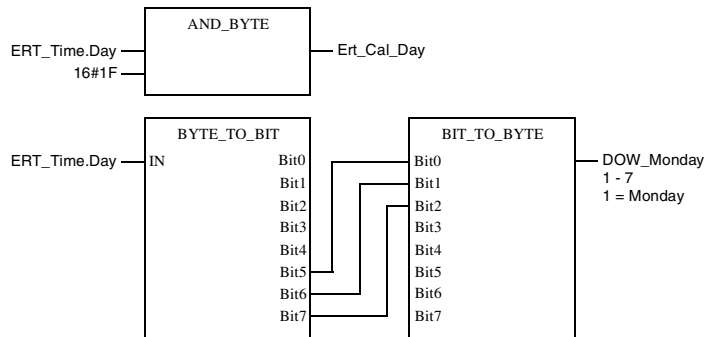 AND_BYTE
ERT_Time.Day
Ert_Cal_Day
16#1F
BYTE_TO_BIT
BIT_TO_BYTE
ERT_Time.Day
IN
Bit0
Bit0
DOW_Monday
Bit1
Bit1
1 - 7
Bit2
Bit2
1 = Monday
Bit3
Bit3
Bit4
Bit4
Bit5
Bit5
Bit6
Bit6
Bit7
Bit7